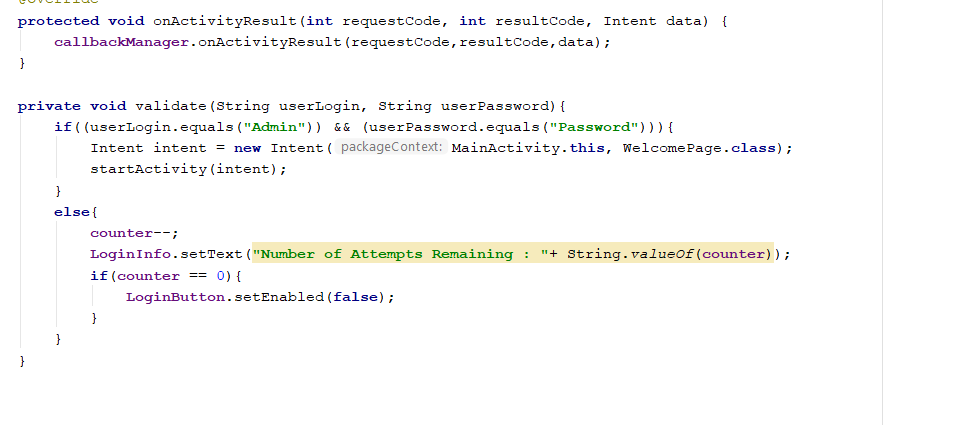 @Override
protected void onActivityResult(int requestCode, int resultCode, Intent data) {
callbackManager.onActivityResult(requestCode,resultCode,data);
}
private void validate(String userLogin, String userPassword){
if((userLogin.equals("Admin")) && (userPassword.equals("Password"))){
Intent intent = new Intent( packageContext: MainActivity.this, WelcomePage.class);
startActivity(intent);
}
else{
counter--;
LoginInfo.setText("Number of Attempts Remaining : "+ String.valueOf(counter));
if(counter == 0){
LoginButton.setEnabled(false);
}
}
}